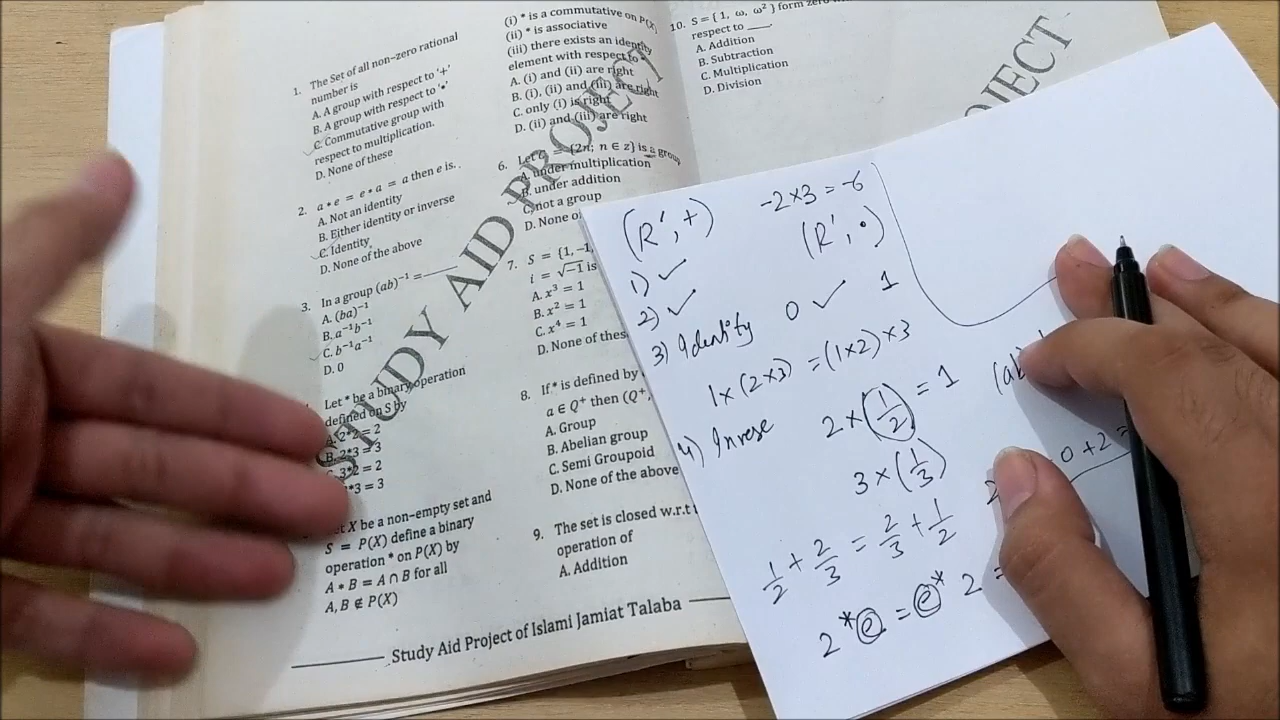 1. The Set of all non-zero rational
number is
A. A group with respect to '+'
B. A group with respect to '•'
C. Commutative group with
respect to multiplication.
D. None of these
2. a * e = e * a = a then e is.
A. Not an identity
B. Either identity or inverse
C. Identity
D. None of the above
3. In a group (ab)⁻¹ = ____
A. (ba)⁻¹
B. a⁻¹b⁻¹
C. b⁻¹a⁻¹
D. 0
Let * be a binary operation
defined on S by
A. 2*2 = 2
B. 2*3 = 3
3*2 = 2
*3 = 3
X be a non-empty set and
S = P(X) define a binary
operation * on P(X) by
A * B = A ∩ B for all
A, B ∉ P(X)
(i) * is a commutative on P(X)
(ii) * is associative
(iii) there exists an identity
element with respect to
A. (i) and (ii) are right
B. (i), (ii) and (iii) are right
C. only (i) is right
D. (ii) and (iii) are right
6. Let = {2n; n ∈ z} is a group
A. under multiplication
B. under addition
C. not a group
D. None o
7. S = {1, −1,
i = √−1 is
A. x³ = 1
B. x² = 1
C. x⁴ = 1
D. None of thes
8. If * is defined by
a ∈ Q⁺ then (Q⁺,
A. Group
B. Abelian group
C. Semi Groupoid
D. None of the above
9. The set is closed w.r.t
operation of
A. Addition
10. S = { 1, ω, ω² } form
respect to ____.
A. Addition
B. Subtraction
C. Multiplication
D. Division
STUDY AID PROJECT
JECT
Study Aid Project of Islami Jamiat Talaba
(R', +) -2×3 = -6
(R', •)
1) ✓
2) ✓
3) Identity 0 ✓ 1
1×(2×3) = (1×2)×3
4) Inverse 2×(1/2) = 1 (ab)
3×(1/3)
0+2=
1/2 + 2/3 = 2/3 + 1/2
2*e = e*2 =